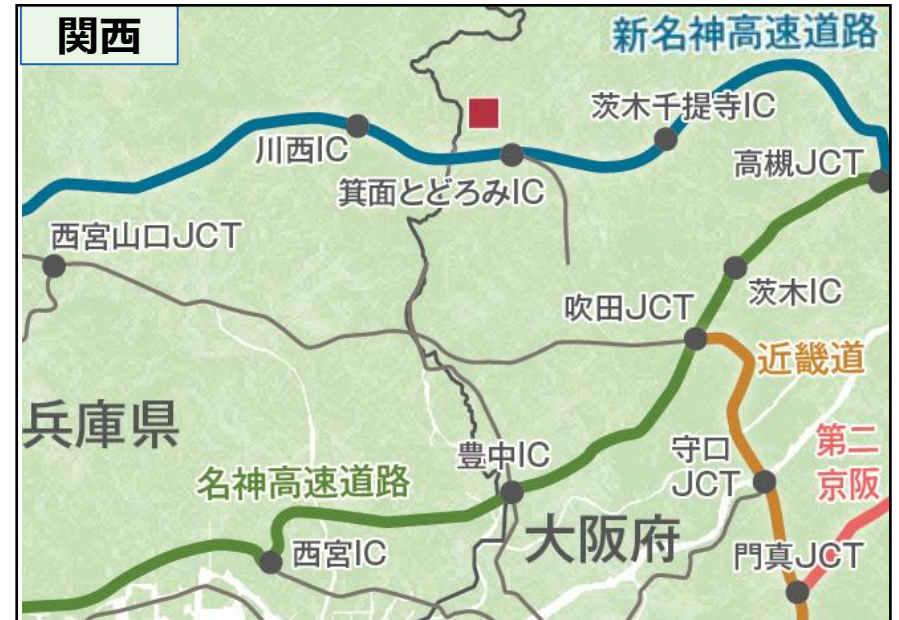 関西
新名神高速道路
茨木千提寺IC
川西IC
高槻JCT
箕面とどろみIC
西宮山口JCT
茨木IC
吹田JCT
近畿道
兵庫県
第二
京阪
守口
JCT
豊中IC
名神高速道路
大阪府
西宮IC
門真JCT